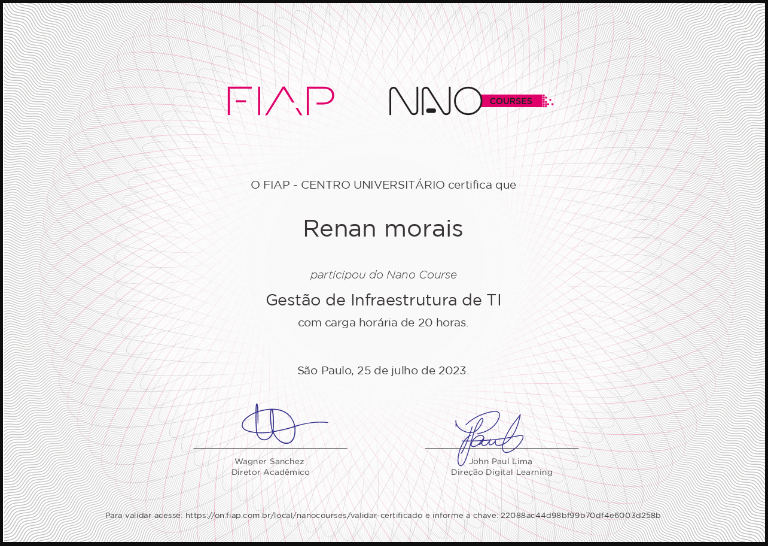 FIAP NANO COURSES
O FIAP - CENTRO UNIVERSITÁRIO certifica que
Renan morais
participou do Nano Course
Gestão de Infraestrutura de TI
com carga horária de 20 horas.
São Paulo, 25 de julho de 2023.
Wagner Sanchez John Paul Lima
Diretor Acadêmico Direção Digital Learning
Para validar acesse: https://on.fiap.com.br/local/nanocourses/validar-certificado e informe a chave: 22088ac44d98bf99b70df4e6003d258b